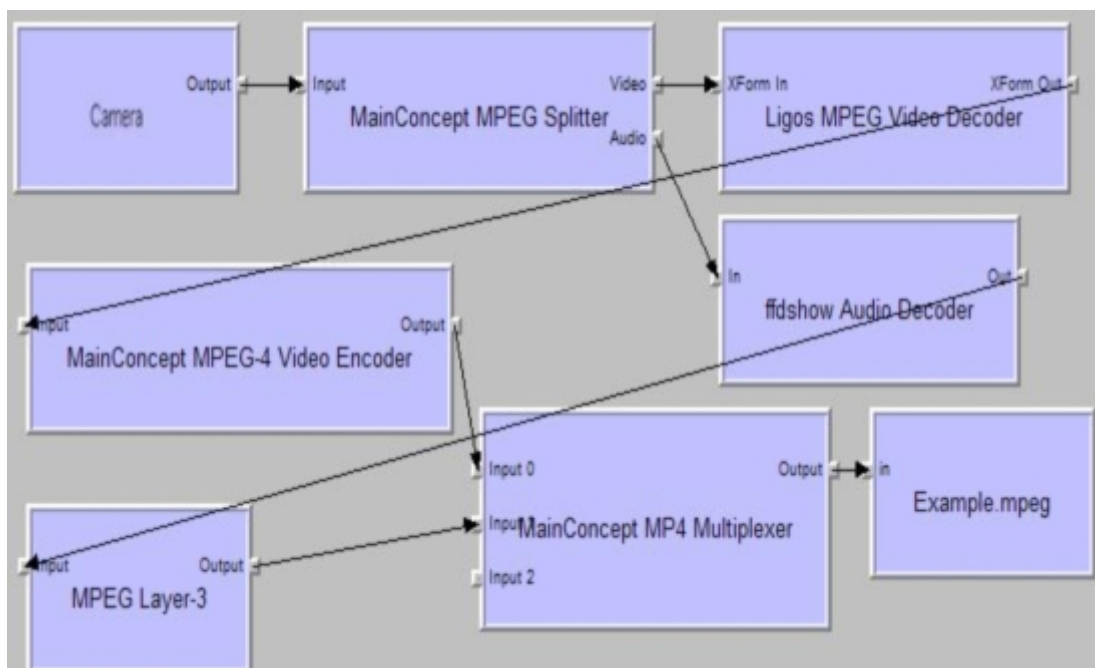 Output
Camera
Input
Video
Audio
MainConcept MPEG Splitter
XForm In
XForm Out
Ligos MPEG Video Decoder
In
Out
ffdshow Audio Decoder
Input
Output
MainConcept MPEG-4 Video Encoder
Input 0
Input 1
Input 2
Output
MainConcept MP4 Multiplexer
in
Example.mpeg
Input
Output
MPEG Layer-3